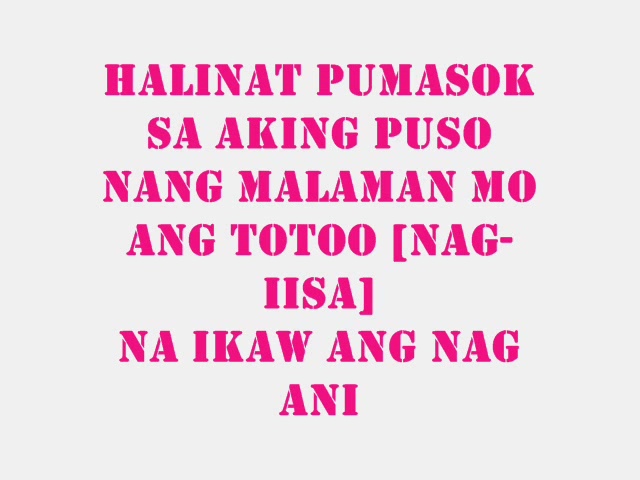 HALINAT PUMASOK
SA AKING PUSO
NANG MALAMAN MO
ANG TOTOO [NAG-
IISA]
NA IKAW ANG NAG
ANI